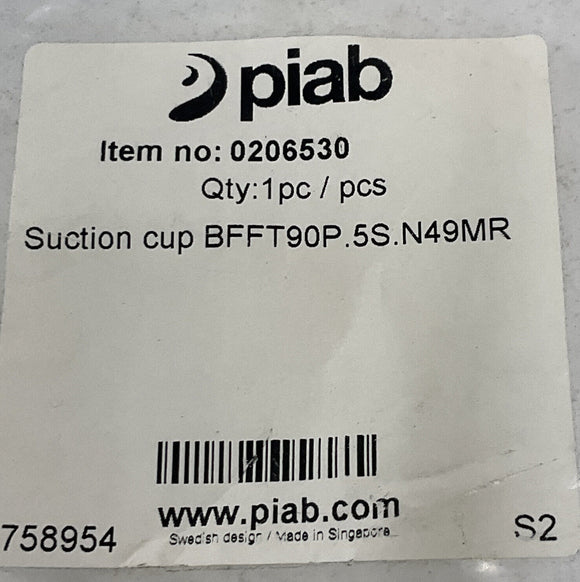 piab
Item no: 0206530
Qty:1pc / pcs
Suction cup BFFT90P.5S.N49MR
www.piab.com
Swedish design / Made in Singapore
758954
S2